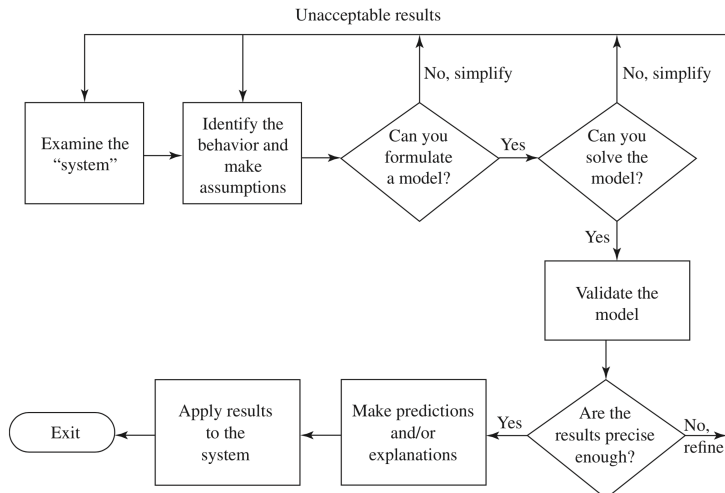 Unacceptable results
No, simplify
No, simplify
Examine the
“system”
Identify the
behavior and
make
assumptions
Can you
formulate
a model?
Yes
Can you
solve the
model?
Yes
Validate the
model
Are the
results precise
enough?
No,
refine
Yes
Make predictions
and/or
explanations
Apply results
to the
system
Exit